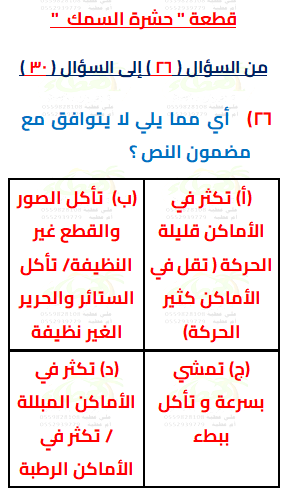 قطعة " حشرة السمك "
من السؤال ( ٢٦ ) إلى السؤال ( ٣٠ )
٢٦) أي مما يلي لا يتوافق مع
مضمون النص ؟
(أ) تكثر في
الأماكن قليلة
الحركة ( تقل في
الأماكن كثير
الحركة)
(ب) تأكل الصور
والقطع غير
النظيفة/ تأكل
الستائر والحرير
الغير نظيفة
(ج) تمشي
بسرعة و تأكل
ببطء
(د) تكثر في
الأماكن المبللة
/ تكثر في
الأماكن الرطبة